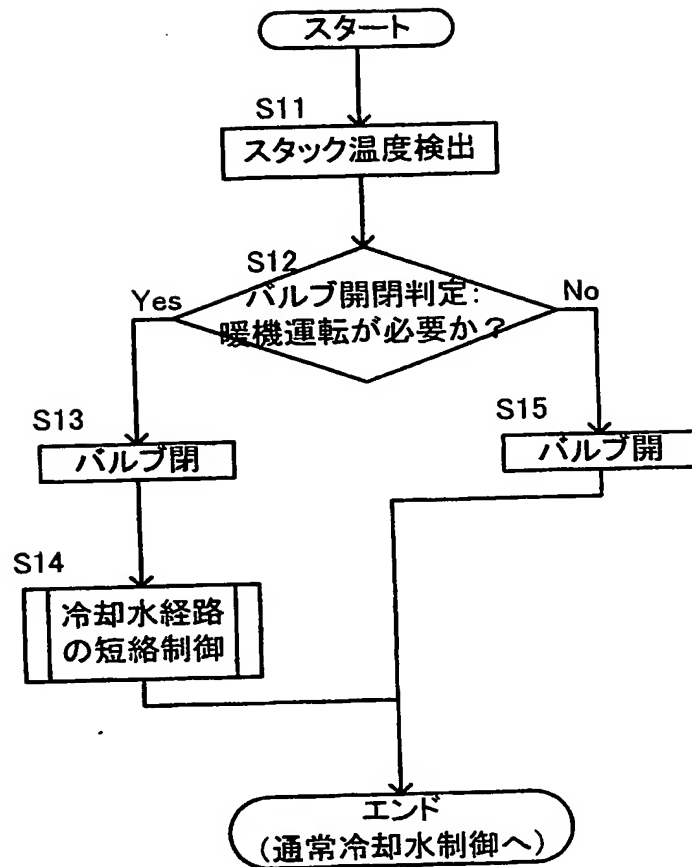 スタート
S11
スタック温度検出
S12
バルブ開閉判定:
暖機運転が必要か?
Yes
No
S13
バルブ閉
S15
バルブ開
S14
冷却水経路
の短絡制御
エンド
(通常冷却水制御へ)